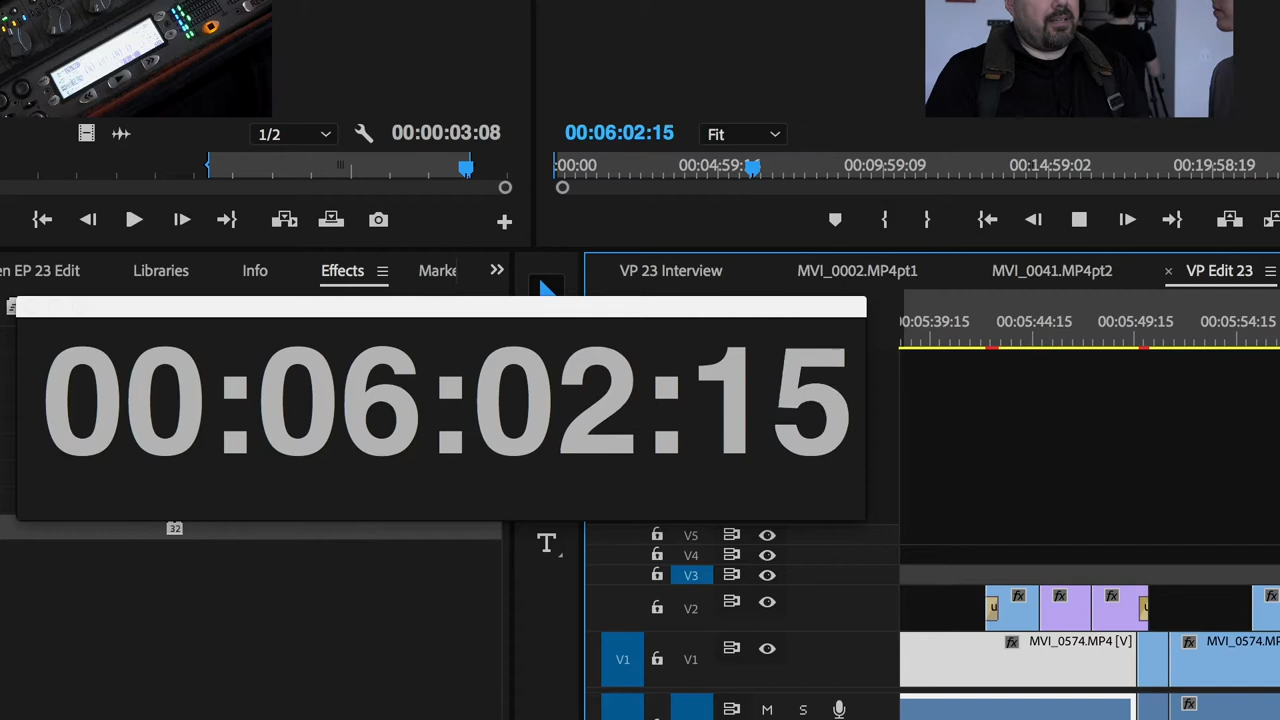 1/2
00:00:03:08
00:06:02:15
Fit
:00:00
00:04:59:1
00:09:59:09
00:14:59:02
00:19:58:19
en EP 23 Edit
Libraries
Info
Effects
Marke
VP 23 Interview
MVI_0002.MP4pt1
MVI_0041.MP4pt2
VP Edit 23
0:05:39:15
00:05:44:15
00:05:49:15
00:05:54:15
00:06:02:15
32
T
V5
V4
V3
V2
fx
fx
fx
fx
u
V1
V1
fx
MVI_0574.MP4 [V]
fx
MVI_0574.MP4
M
S
fx